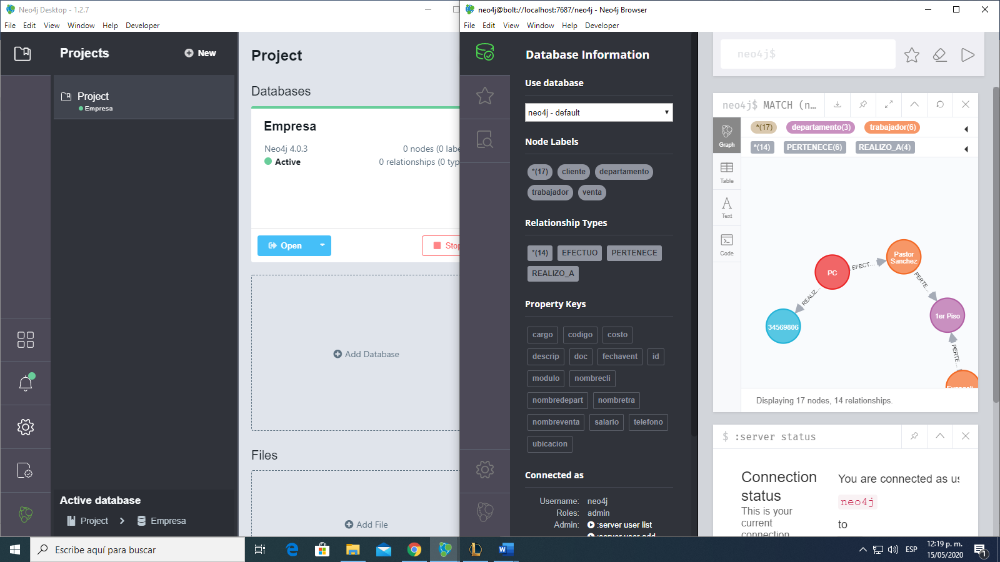 Neo4j Desktop - 1.2.7
File Edit View Window Help Developer
Projects
New
Project
Empresa
Active database
Project
Empresa
Project
Databases
Empresa
Neo4j 4.0.3
0 nodes (0 labe
Active
0 relationships (0 typ
Open
Stop
Add Database
Files
Add File
neo4j@bolt://localhost:7687/neo4j - Neo4j Browser
File Edit View Window Help Developer
Database Information
Use database
neo4j - default
Node Labels
*(17) cliente departamento
trabajador venta
Relationship Types
*(14) EFECTUO PERTENECE
REALIZO_A
Property Keys
cargo codigo costo
descrip doc fechavent id
modulo nombrecli
nombredepart nombretra
nombreventa salario telefono
ubicacion
Connected as
Username: neo4j
Roles: admin
Admin: :server user list
:server user add
neo4j$
neo4j$ MATCH (n…
*(17) departamento(3) trabajador(6)
*(14) PERTENECE(6) REALIZO_A(4)
Graph
Table
Text
Code
Pastor
Sanchez
PC
EFECT…
PERTE…
REALIZ…
1er Piso
34569806
PERTE…
Evangeli…
Displaying 17 nodes, 14 relationships.
$ :server status
Connection
status
This is your
current
connection
You are connected as us
neo4j
to
Escribe aquí para buscar
ESP
12:19 p. m.
15/05/2020
1